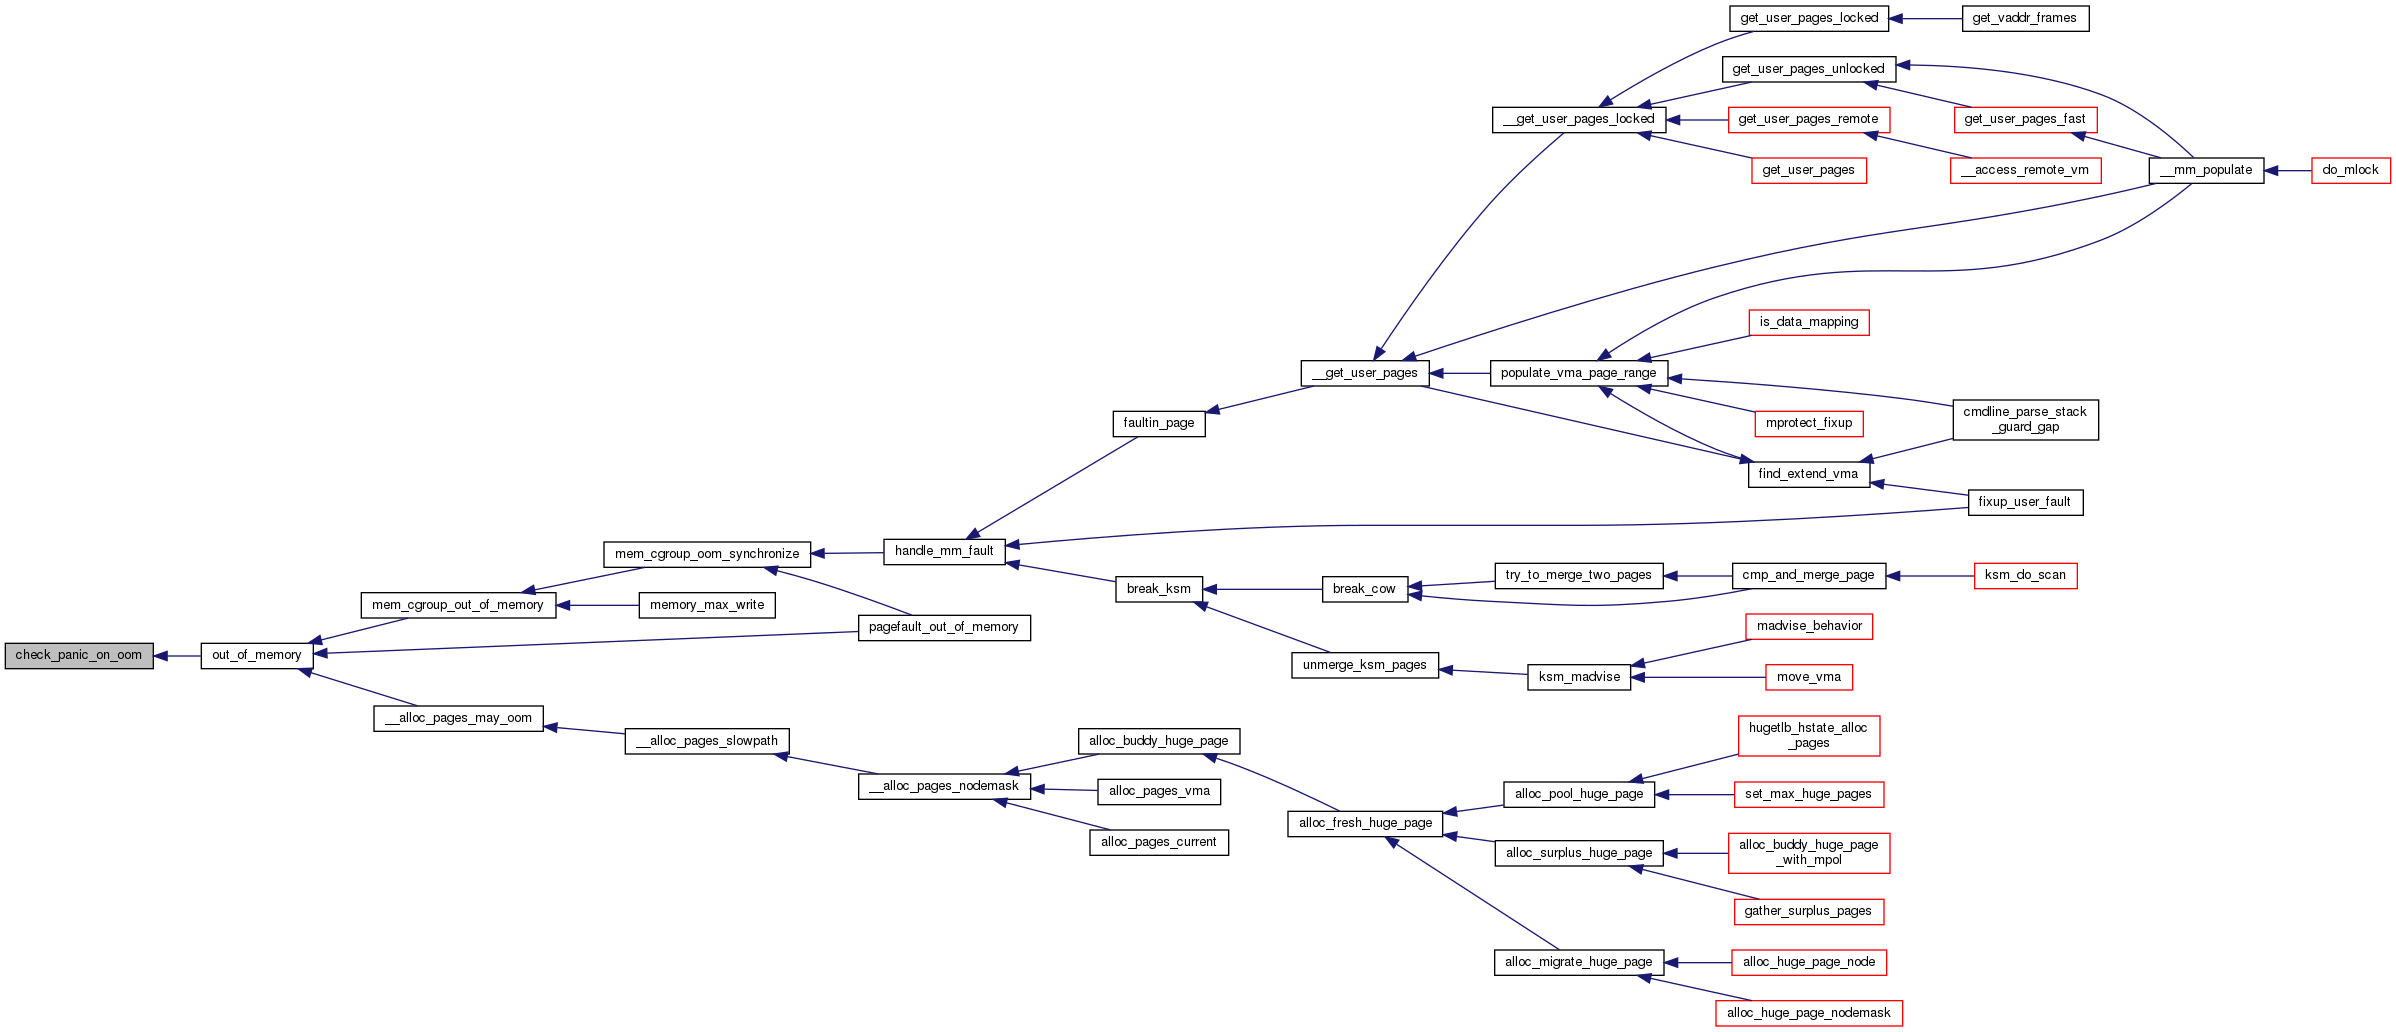 get_user_pages_locked
get_vaddr_frames
get_user_pages_unlocked
__get_user_pages_locked
get_user_pages_remote
get_user_pages_fast
get_user_pages
__access_remote_vm
__mm_populate
do_mlock
is_data_mapping
__get_user_pages
populate_vma_page_range
cmdline_parse_stack
_guard_gap
faultin_page
mprotect_fixup
find_extend_vma
fixup_user_fault
mem_cgroup_oom_synchronize
handle_mm_fault
try_to_merge_two_pages
cmp_and_merge_page
ksm_do_scan
break_ksm
break_cow
mem_cgroup_out_of_memory
memory_max_write
pagefault_out_of_memory
madvise_behavior
check_panic_on_oom
out_of_memory
unmerge_ksm_pages
ksm_madvise
move_vma
__alloc_pages_may_oom
__alloc_pages_slowpath
alloc_buddy_huge_page
hugetlb_hstate_alloc
_pages
__alloc_pages_nodemask
alloc_pages_vma
alloc_pool_huge_page
set_max_huge_pages
alloc_fresh_huge_page
alloc_pages_current
alloc_surplus_huge_page
alloc_buddy_huge_page
_with_mpol
gather_surplus_pages
alloc_migrate_huge_page
alloc_huge_page_node
alloc_huge_page_nodemask